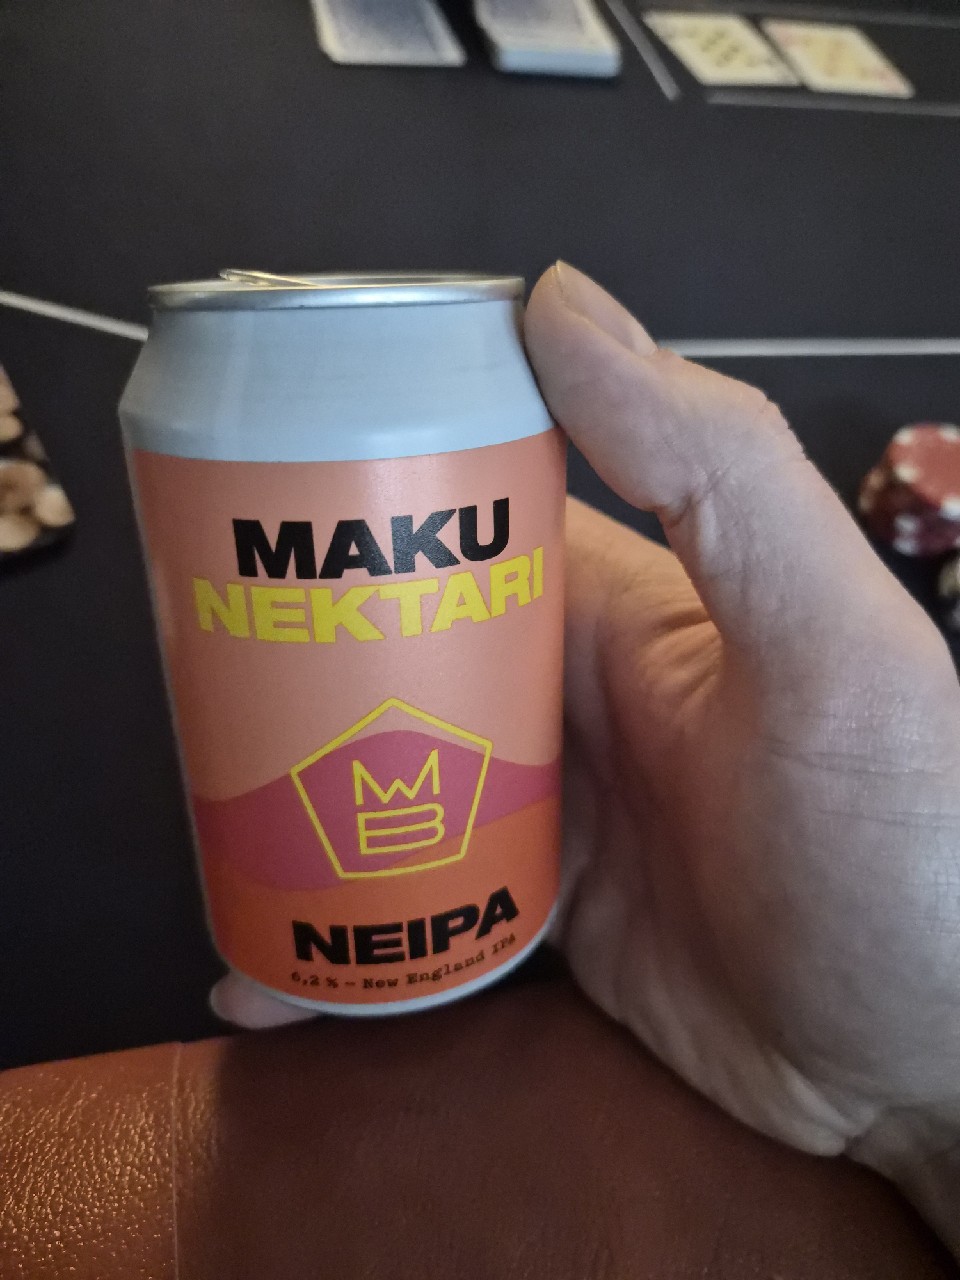 MAKU
NEKTARI
M
B
NEIPA
6,2 % – New England IPA